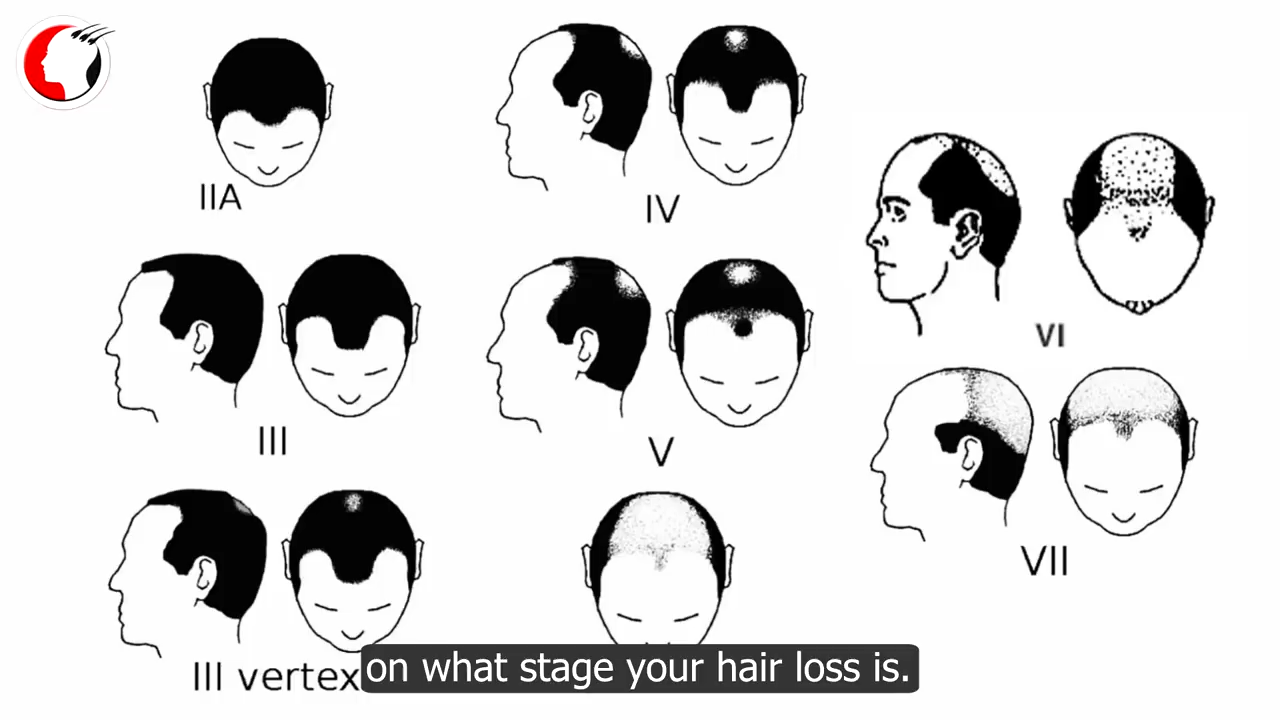 IIA
IV
VI
III
V
VII
III vertex
on what stage your hair loss is.